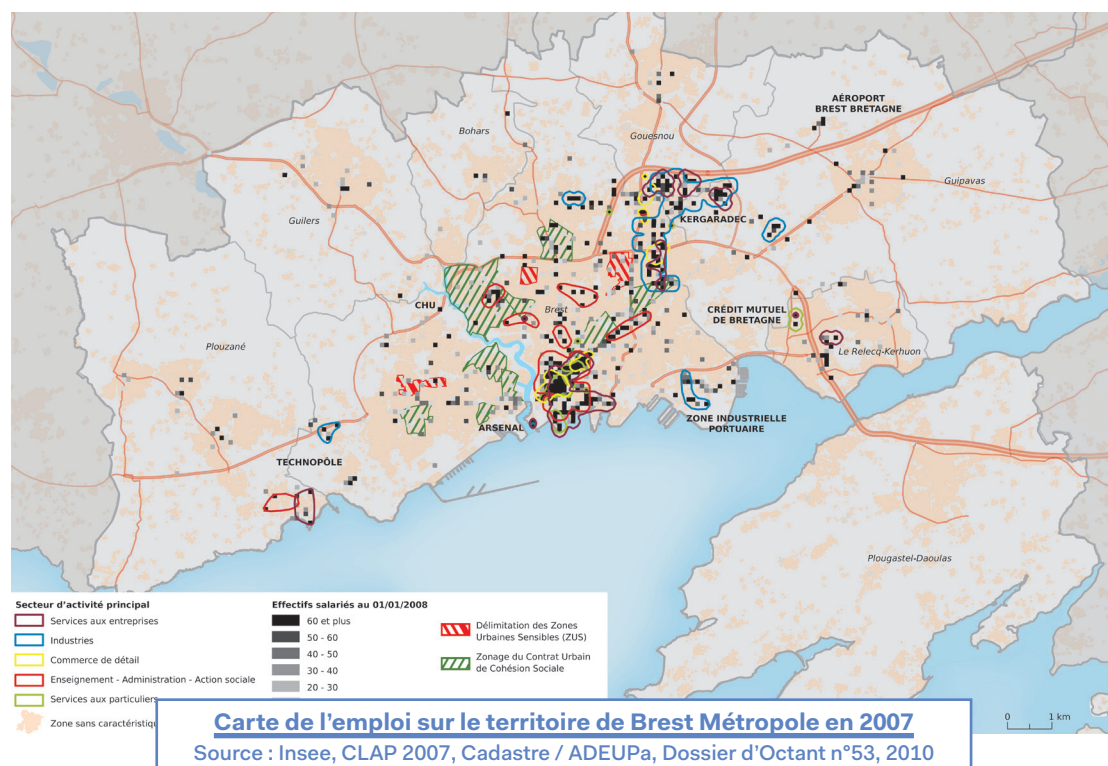 AÉROPORT
BREST BRETAGNE
Bohars
Gouesnou
Guipavas
Guilers
KERGARADEC
CHU
Brest
CRÉDIT MUTUEL
DE BRETAGNE
Plouzané
Le Relecq-Kerhuon
ARSENAL
ZONE INDUSTRIELLE
PORTUAIRE
TECHNOPÔLE
Plougastel-Daoulas
Secteur d’activité principal
Services aux entreprises
Industries
Commerce de détail
Enseignement - Administration - Action sociale
Services aux particuliers
Zone sans caractéristiq
Effectifs salariés au 01/01/2008
60 et plus
50 - 60
40 - 50
30 - 40
20 - 30
Délimitation des Zones
Urbaines Sensibles (ZUS)
Zonage du Contrat Urbain
de Cohésion Sociale
0 1 km
Carte de l’emploi sur le territoire de Brest Métropole en 2007
Source : Insee, CLAP 2007, Cadastre / ADEUPa, Dossier d’Octant n°53, 2010